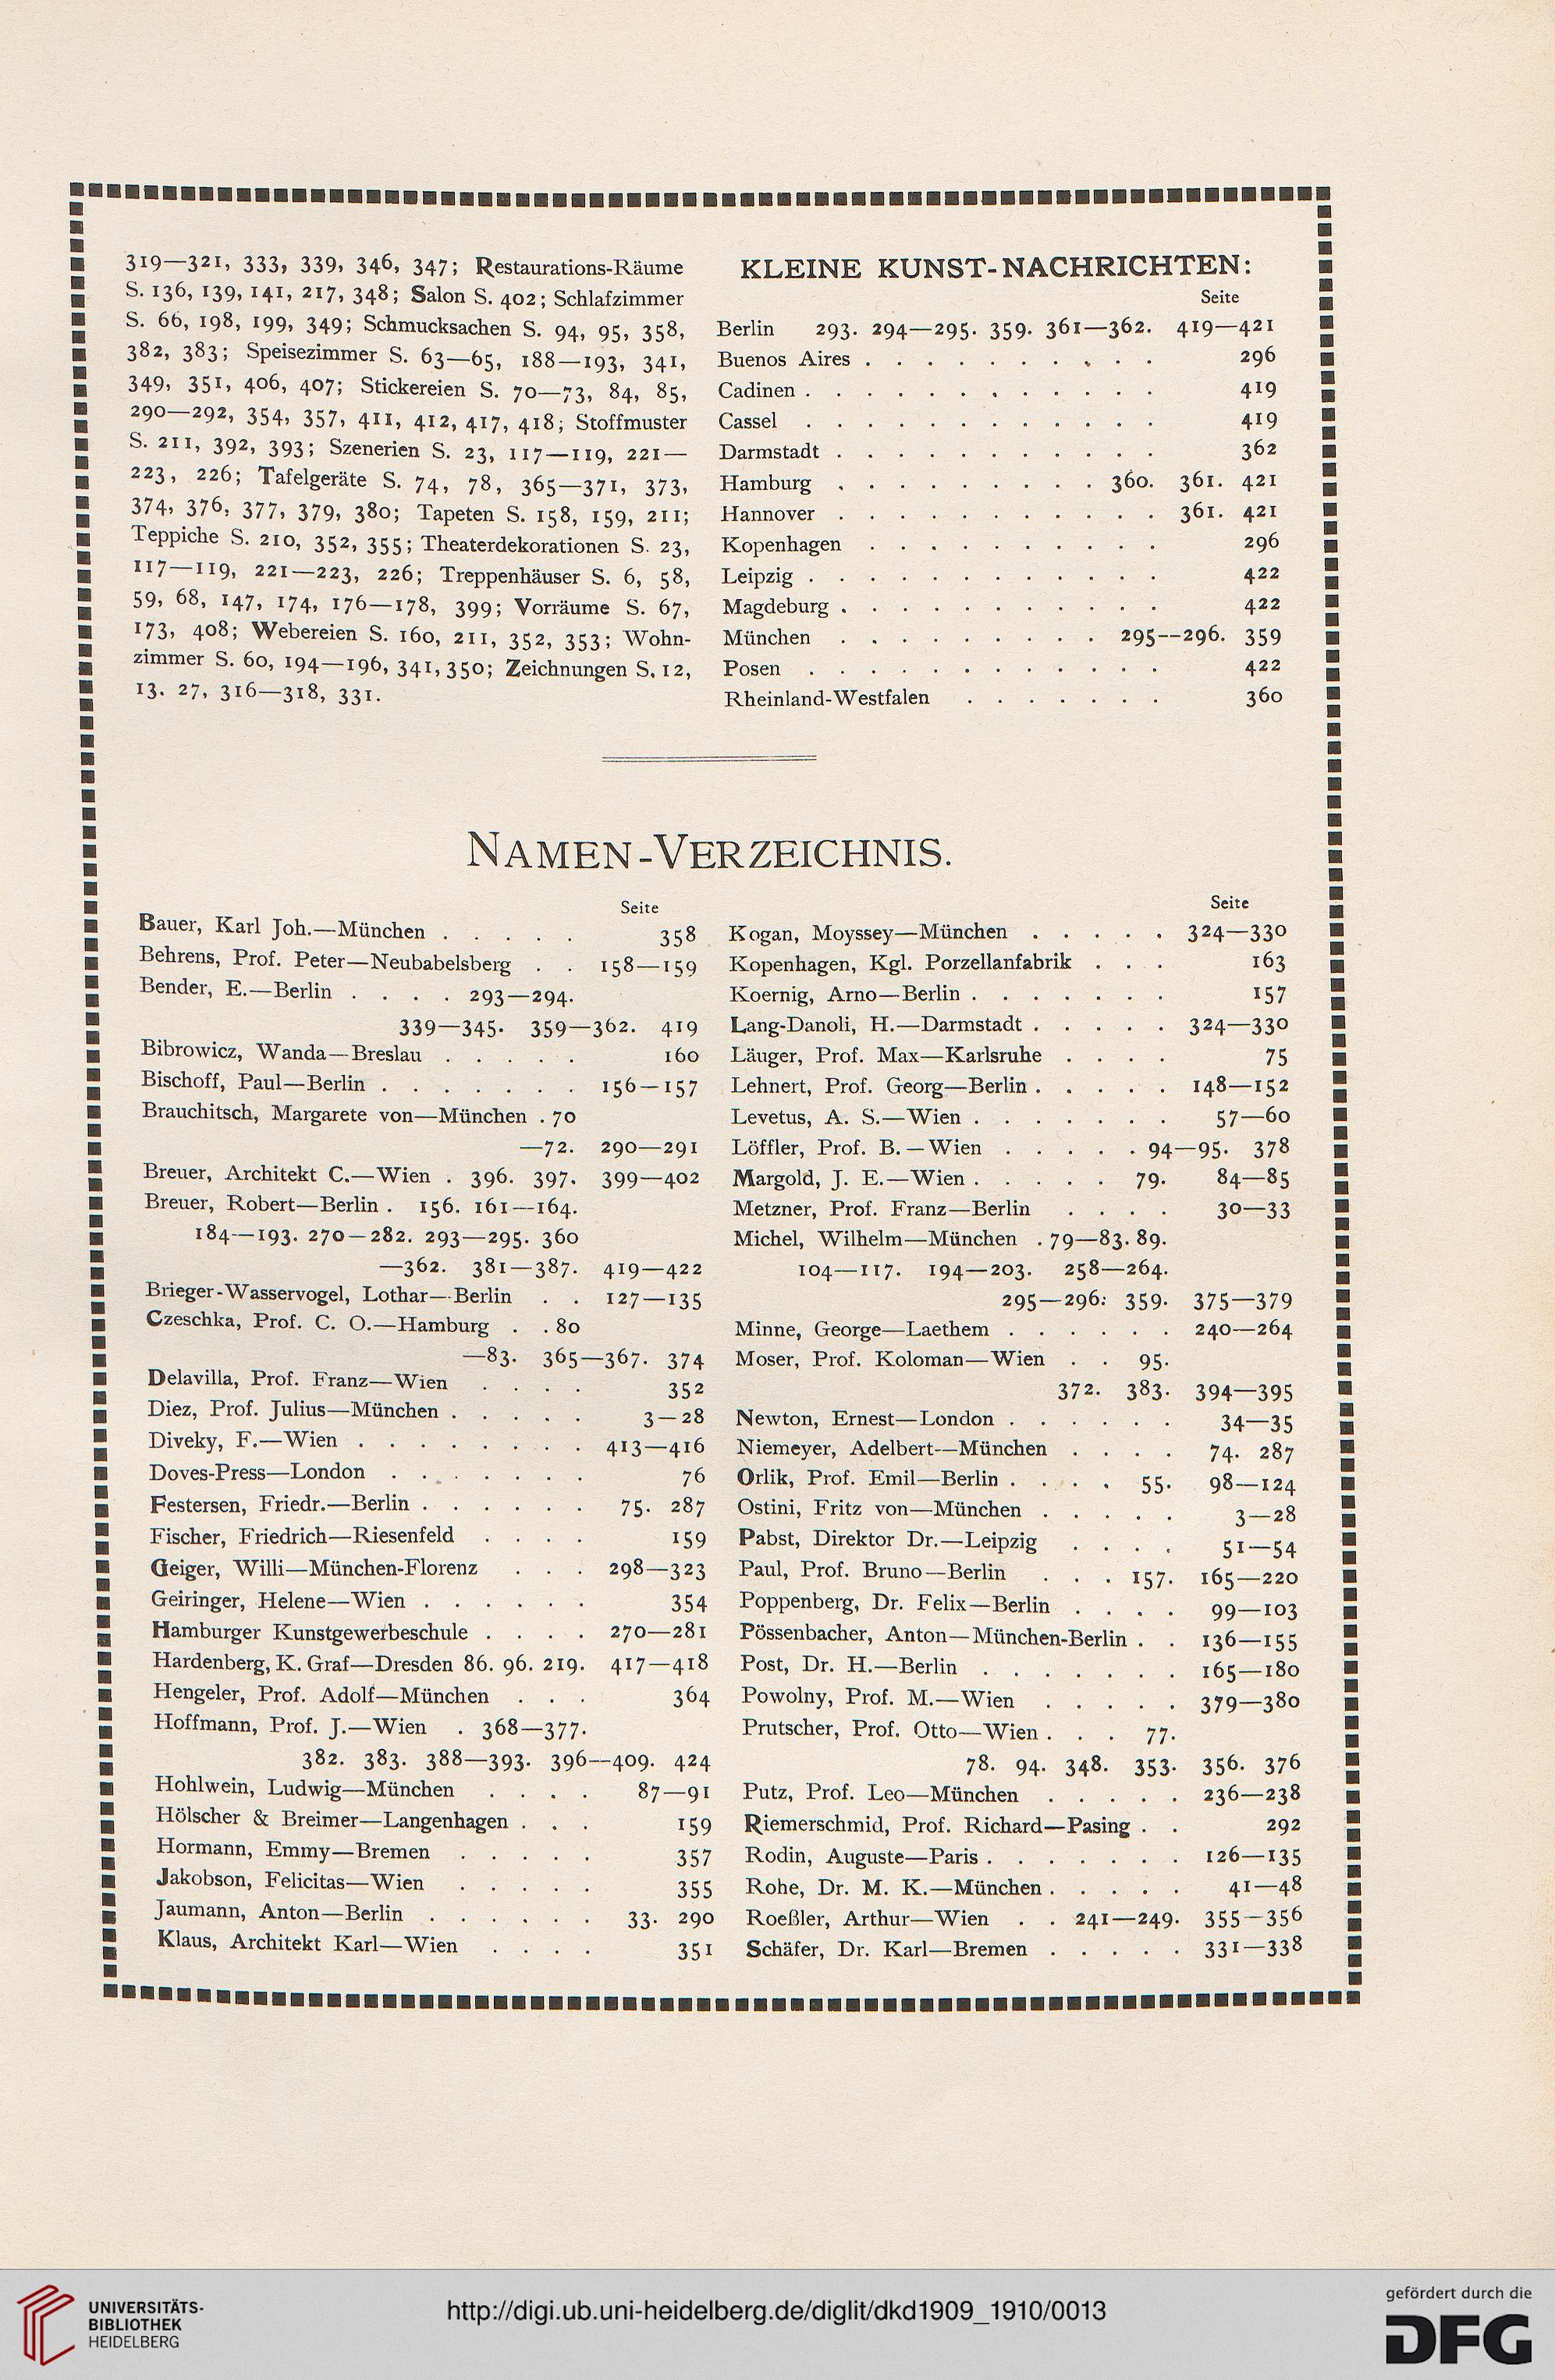 319—321, 333, 339, 346, 347; Restaurations-Räume
S. 136, 139, 141, 217, 348; Salon S. 402; Schlafzimmer
S. 66, 198, 199, 349; Schmucksachen S. 94, 95, 358,
382, 383; Speisezimmer S. 63—65, 188—193, 341,
349, 351, 406, 407; Stickereien S. 70—73, 84, 85,
290—292, 354, 357, 411, 412, 417, 418; Stoffmuster
S. 211, 392, 393; Szenerien S. 23, 117—119, 221—
223, 226; Tafelgeräte S. 74, 78, 365—371, 373,
374, 376, 377, 379, 380; Tapeten S. 158, 159, 211;
Teppiche S. 210, 352, 355; Theaterdekorationen S. 23,
117—119, 221—223, 226; Treppenhäuser S. 6, 58,
59, 68, 147, 174, 176—178, 399; Vorräume S. 67,
173, 408; Webereien S. 160, 211, 352, 353; Wohn-
zimmer S. 60, 194—196, 341, 350; Zeichnungen S. 12,
13. 27, 316—318, 331.
KLEINE KUNST-NACHRICHTEN:
Seite
Berlin 293. 294—295. 359. 361—362. 419—421
Buenos Aires . . . . . . . . . . 296
Cadinen . . . . . . . . . . . . 419
Cassel . . . . . . . . . . . . 419
Darmstadt . . . . . . . . . . . 362
Hamburg . . . . . . . . . 360. 361. 421
Hannover . . . . . . . . . . . 361. 421
Kopenhagen . . . . . . . . . . 296
Leipzig . . . . . . . . . . . . 422
Magdeburg . . . . . . . . . . . 422
München . . . . . . . . . 295--296. 359
Posen . . . . . . . . . . . . 422
Rheinland-Westfalen . . . . . . . 360
NAMEN-VERZEICHNIS.
Seite
Bauer, Karl Joh.—München . . . . . 358
Behrens, Prof. Peter—Neubabelsberg . . 158—159
Bender, E.—Berlin . . . . 293—294.
339—345. 359—362. 419
Bibrowicz, Wanda—Breslau . . . . . 160
Bischoff, Paul—Berlin . . . . . . . 156—157
Brauchitsch, Margarete von—München . 70
—72. 290—291
Breuer, Architekt C.—Wien . 396. 397. 399—402
Breuer, Robert—Berlin . 156. 161—164.
184—193. 270—282. 293—295. 360
—362. 381—387. 419—422
Brieger-Wasservogel, Lothar—Berlin . . 127—135
Czeschka, Prof. C. O.—Hamburg . . 80
—83. 365—367. 374
Delavilla, Prof. Franz—Wien . . . . 352
Diez, Prof. Julius—München . . . . . 3—28
Diveky, F.—Wien . . . . . . . . 413—416
Doves-Press—London . . . . . . . 76
Festersen, Friedr.—Berlin . . . . . . 75. 287
Fischer, Friedrich—Riesenfeld . . . . 159
Geiger, Willi—München-Florenz . . . 298—323
Geiringer, Helene—Wien . . . . . . 354
Hamburger Kunstgewerbeschule . . . . 270—281
Hardenberg, K. Graf—Dresden 86. 96. 219. 417—418
Hengeler, Prof. Adolf—München . . . 364
Hoffmann, Prof. J.—Wien . 368—377.
382. 383. 388—393. 396—409. 424
Hohlwein, Ludwig—München . . . . 87—91
Hölscher & Breimer—Langenhagen . . . 159
Hormann, Emmy—Bremen . . . . . 357
Jakobson, Felicitas—Wien . . . . . 355
Jaumann, Anton—Berlin . . . . . . 33. 290
Klaus, Architekt Karl—Wien . . . . 351
Seite
Kogan, Moyssey—München . . . . . 324—330
Kopenhagen, Kgl. Porzellanfabrik . . . 163
Koernig, Arno—Berlin . . . . . . . 157
Lang-Danoli, H.—Darmstadt . . . . . 324—330
Läuger, Prof. Max—Karlsruhe . . . . 75
Lehnert, Prof. Georg—Berlin . . . . . 148—152
Levetus, A. S.—Wien . . . . . . . 57—60
Löffler, Prof. B.—Wien . . . . . 94—95. 378
Margold, J. E.—Wien . . . . . 79. 84—85
Metzner, Prof. Franz—Berlin . . . . 30—33
Michel, Wilhelm—München . 79—83. 89.
104—117. 194—203. 258—264.
295—296. 359. 375—379
Minne, George—Laethem . . . . . . 240—264
Moser, Prof. Koloman—Wien . . 95.
372. 383. 394—395
Newton, Ernest—London . . . . . . 34—35
Niemeyer, Adelbert—München . . . . 74. 287
Orlik, Prof. Emil—Berlin . . . . 55. 98—124
Ostini, Fritz von—München . . . . . 3—28
Pabst, Direktor Dr.—Leipzig . . . . 51—54
Paul, Prof. Bruno—Berlin . . . 157. 165—220
Poppenberg, Dr. Felix—Berlin . . . . 99—103
Pössenbacher, Anton—München-Berlin . . 136—155
Post, Dr. H.—Berlin . . . . . . . 165—180
Powolny, Prof. M.—Wien . . . . . 379—380
Prutscher, Prof. Otto—Wien . . . 77.
78. 94. 348. 353. 356. 376
Putz, Prof. Leo—München . . . . . 236—238
Riemerschmid, Prof. Richard—Pasing . . 292
Rodin, Auguste—Paris . . . . . . . 126—135
Rohe, Dr. M. K.—München . . . . . 41—48
Roeßler, Arthur—Wien . . 241—249. 355—356
Schäfer, Dr. Karl—Bremen . . . . . 331—338
UNIVERSITÄTS-
BIBLIOTHEK
HEIDELBERG
http://digi.ub.uni-heidelberg.de/diglit/dkd1909_1910/0013
gefördert durch die
DFG